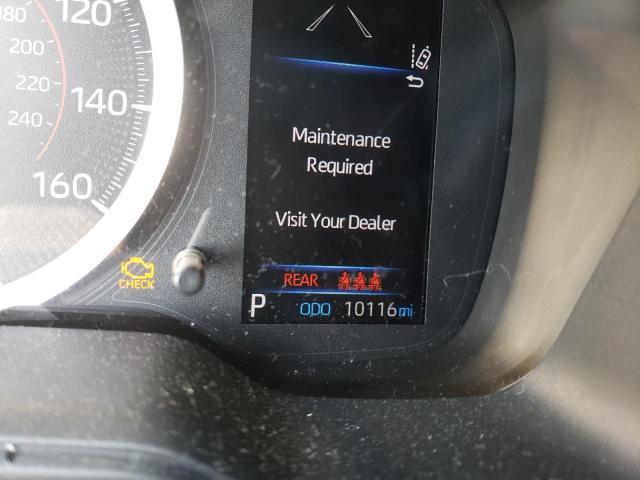 180
120
200
140
220
240
160
Maintenance
Required
Visit Your Dealer
CHECK
REAR
P ODO 10116 mi